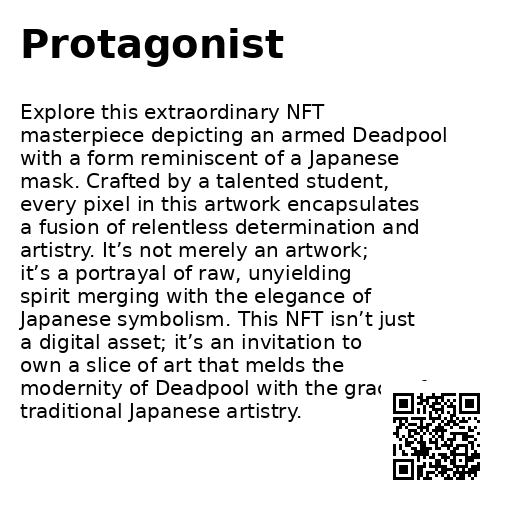 Protagonist
Explore this extraordinary NFT
masterpiece depicting an armed Deadpool
with a form reminiscent of a Japanese
mask. Crafted by a talented student,
every pixel in this artwork encapsulates
a fusion of relentless determination and
artistry. It’s not merely an artwork;
it’s a portrayal of raw, unyielding
spirit merging with the elegance of
Japanese symbolism. This NFT isn’t just
a digital asset; it’s an invitation to
own a slice of art that melds the
modernity of Deadpool with the
traditional Japanese artistry.